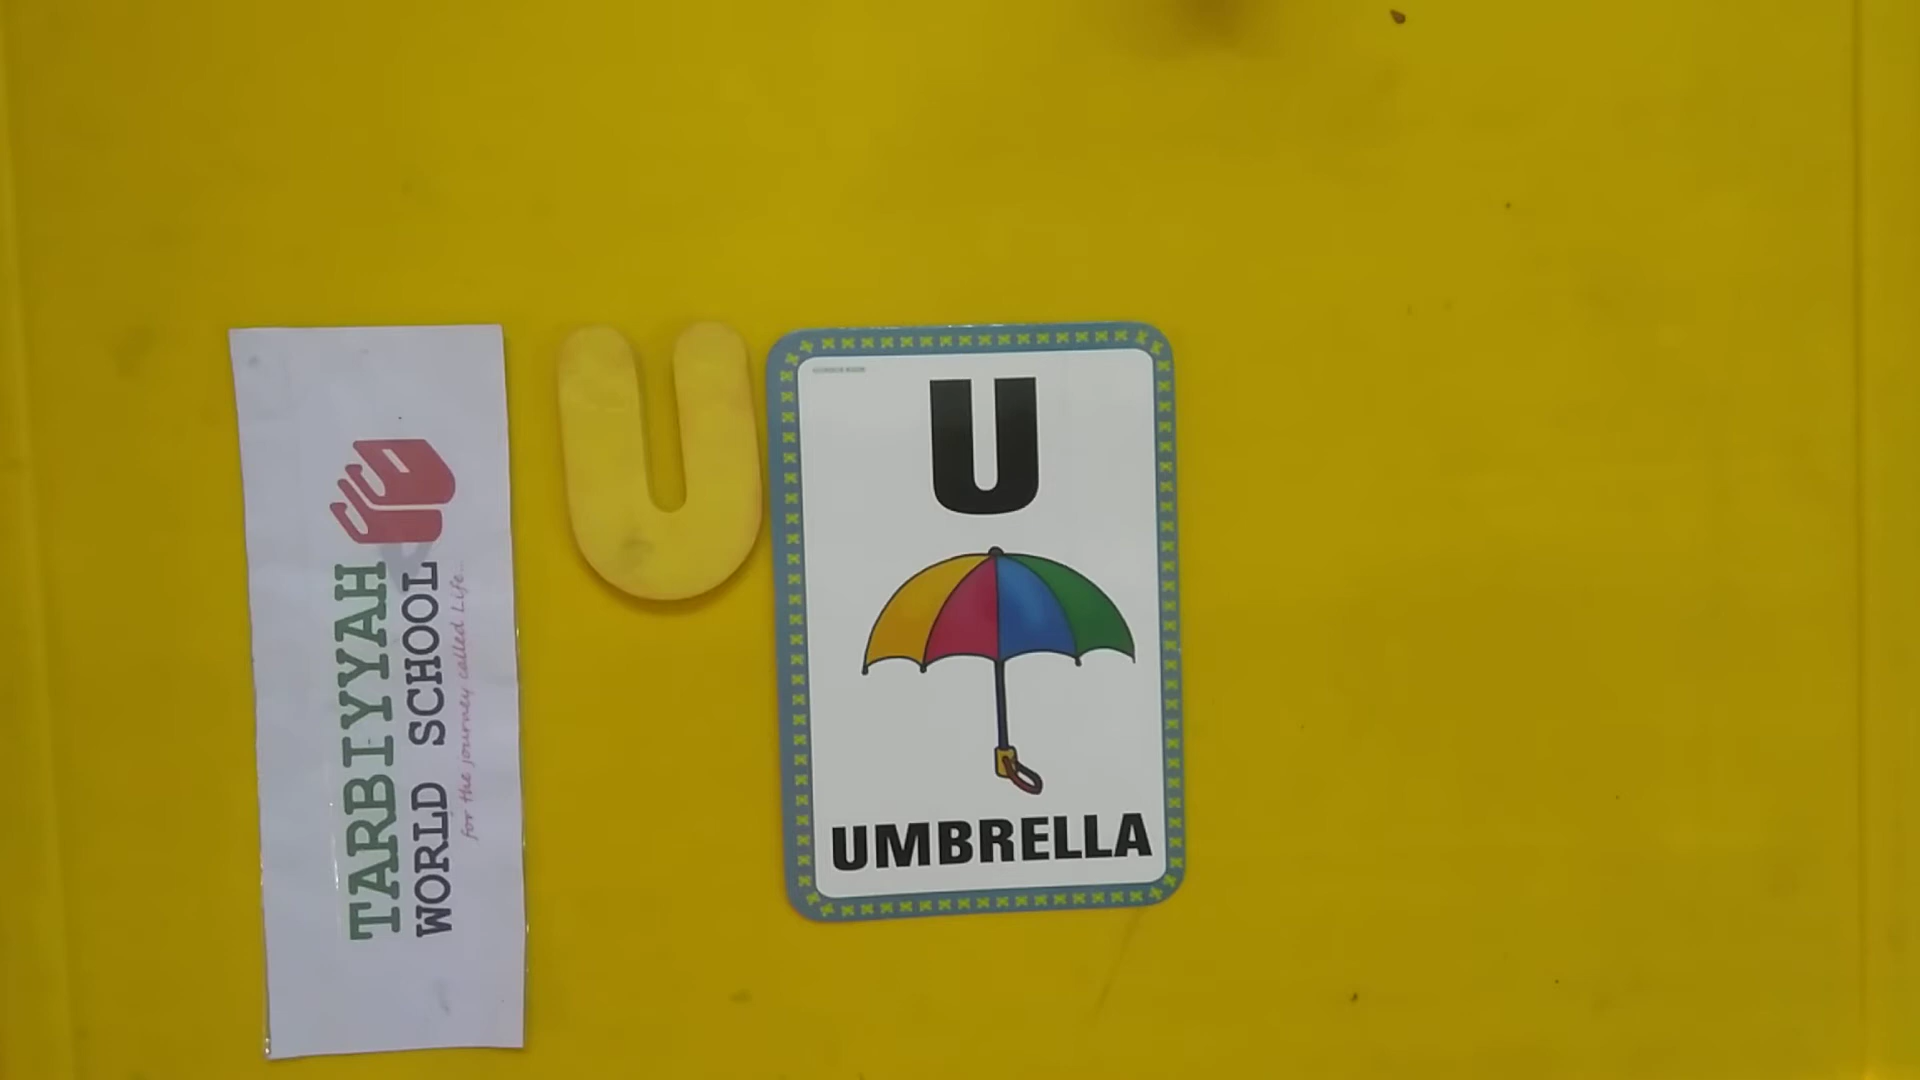 TARBIYYAH
WORLD SCHOOL
for the journey called Life...
U
U
UMBRELLA